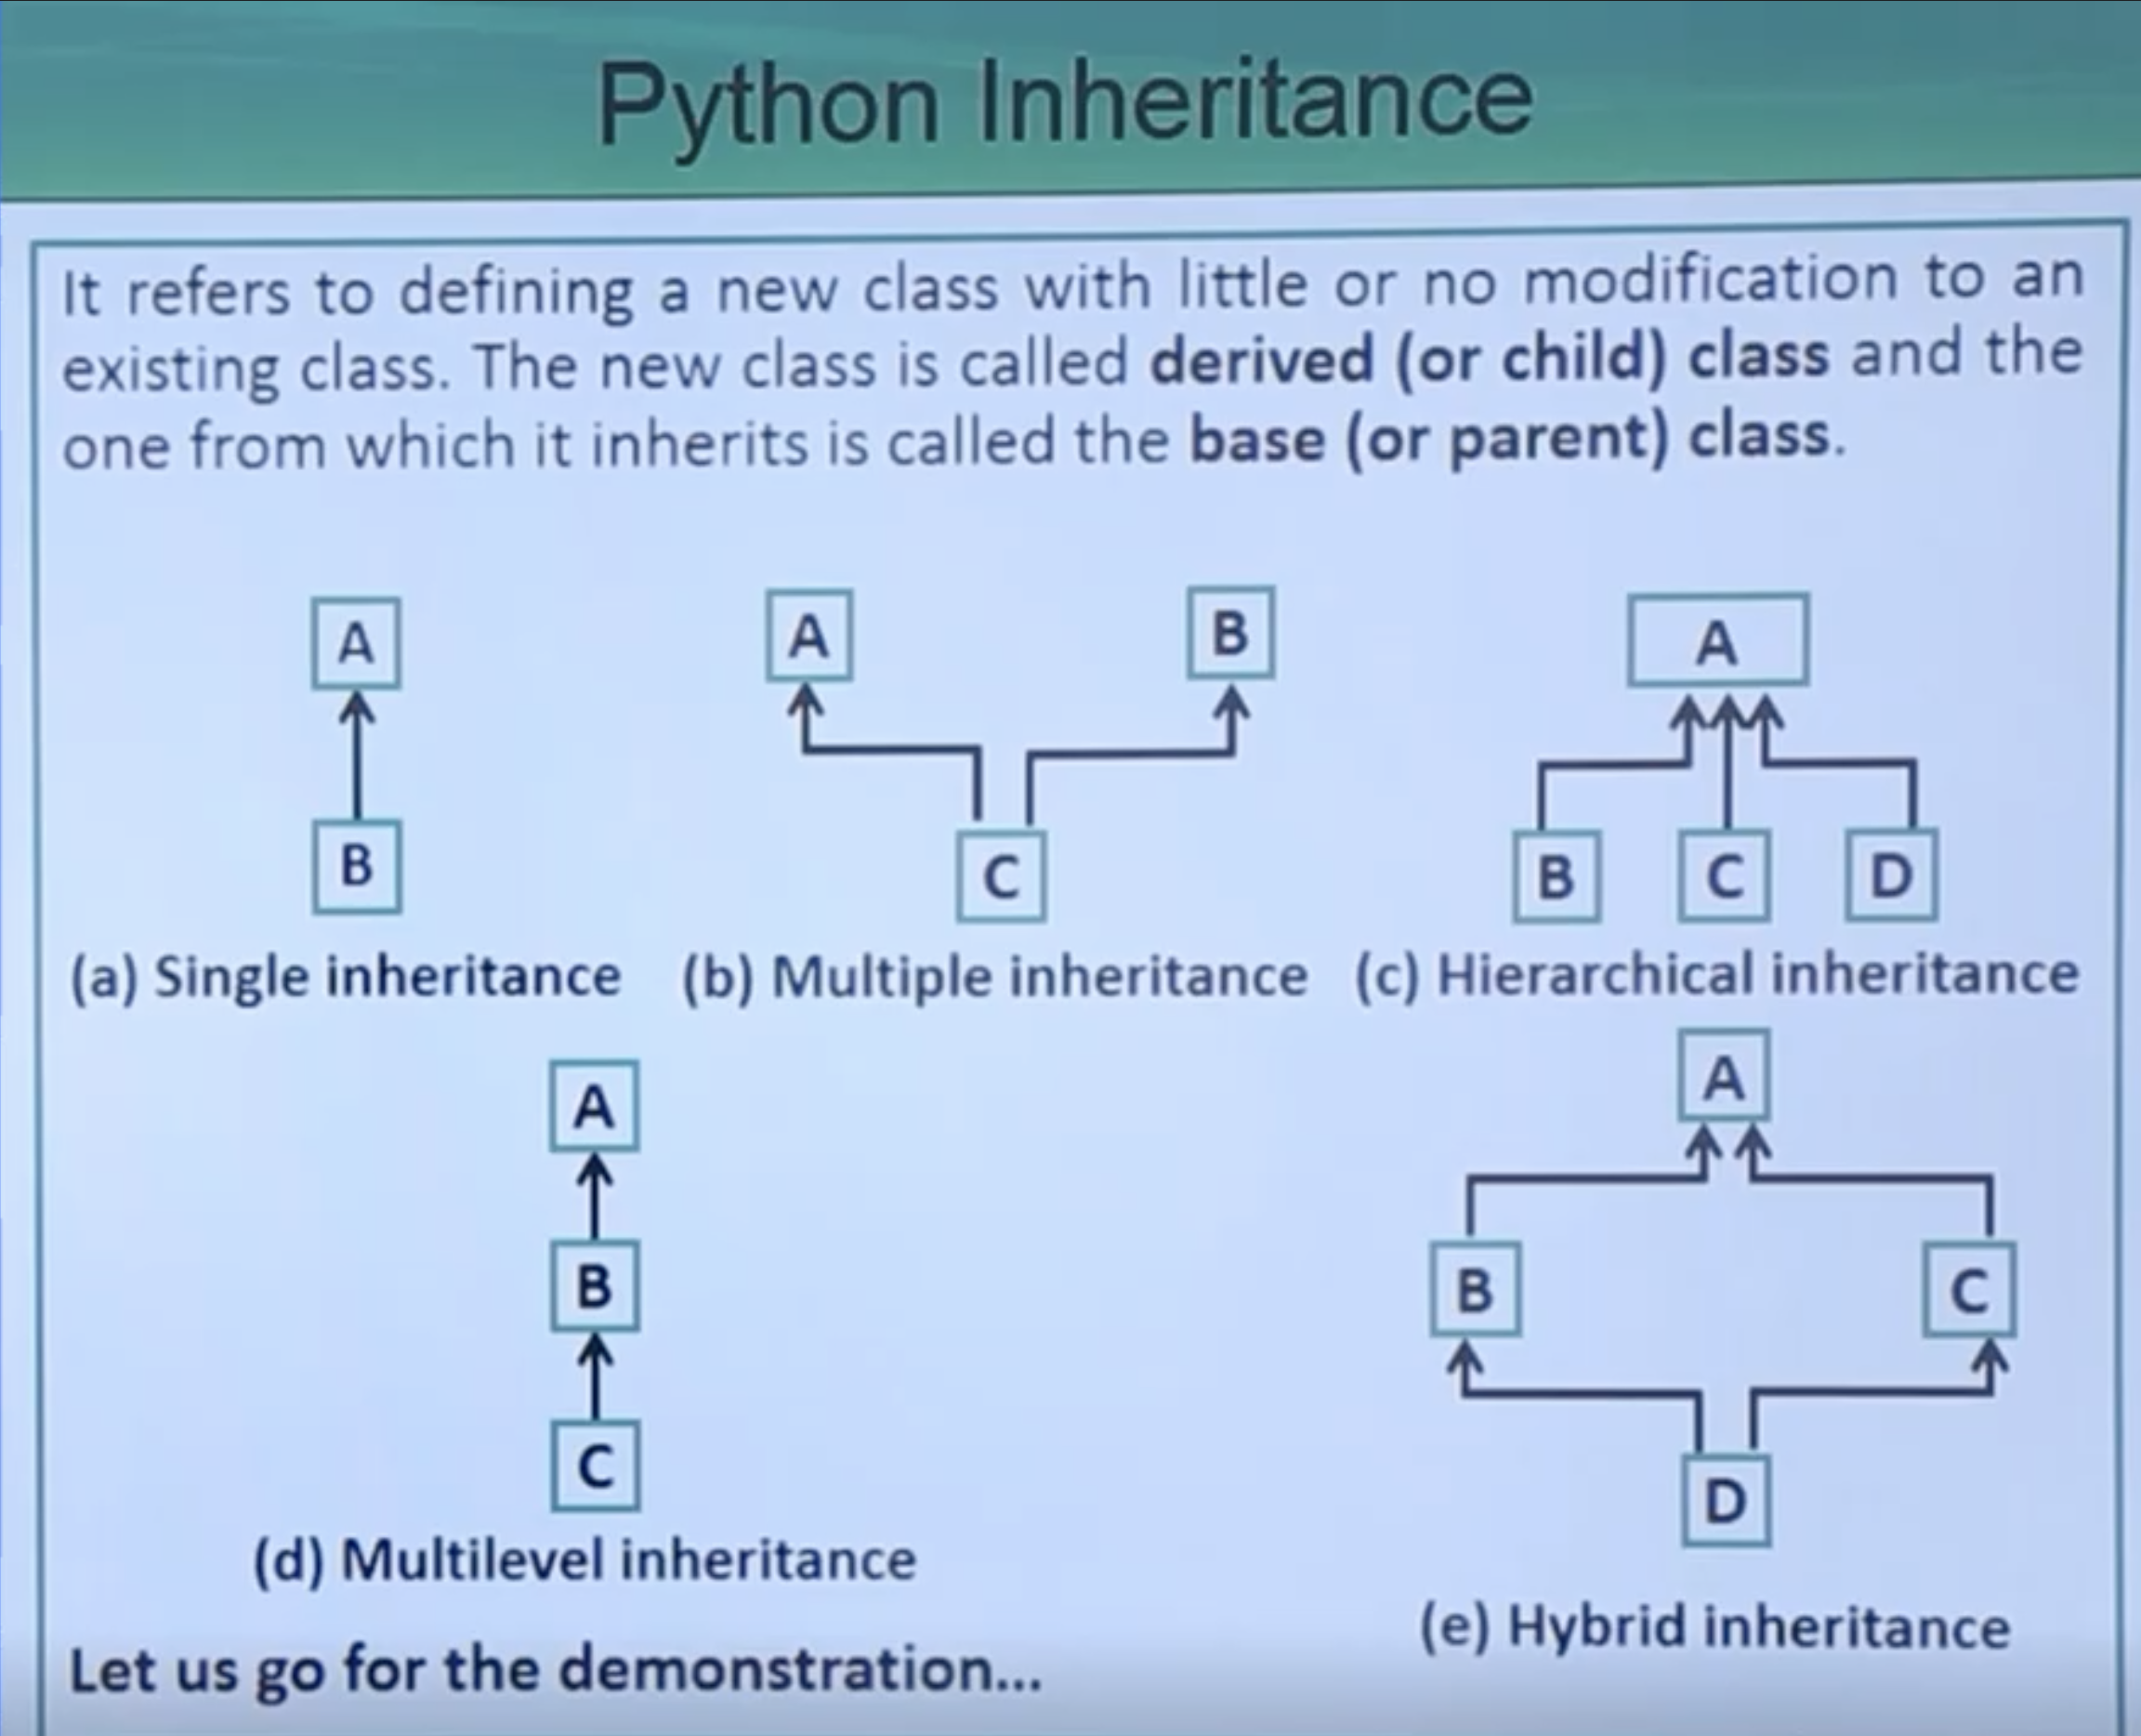 Python Inheritance
It refers to defining a new class with little or no modification to an
existing class. The new class is called derived (or child) class and the
one from which it inherits is called the base (or parent) class.
A
B
(a) Single inheritance
A
B
C
(b) Multiple inheritance
A
B
C
D
(c) Hierarchical inheritance
A
B
C
(d) Multilevel inheritance
A
B
C
D
(e) Hybrid inheritance
Let us go for the demonstration...